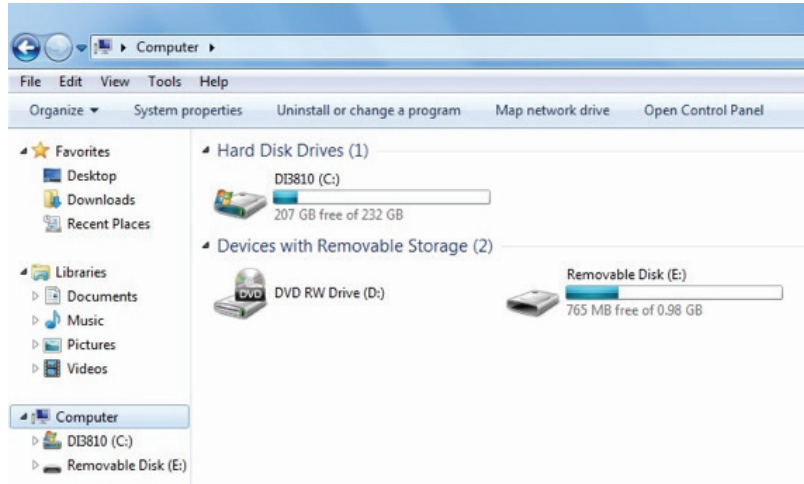 Computer
File Edit View Tools Help
Organize System properties Uninstall or change a program Map network drive Open Control Panel
Favorites
Desktop
Downloads
Recent Places
Libraries
Documents
Music
Pictures
Videos
Computer
DI3810 (C:)
Removable Disk (E:)
Hard Disk Drives (1)
DI3810 (C:)
207 GB free of 232 GB
Devices with Removable Storage (2)
DVD
DVD RW Drive (D:)
Removable Disk (E:)
765 MB free of 0.98 GB